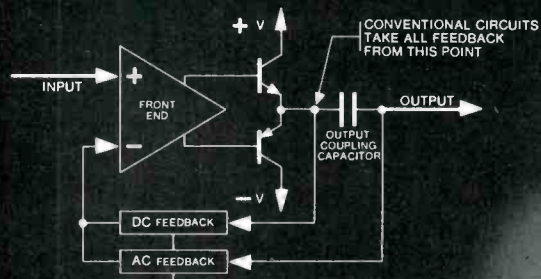 + V
CONVENTIONAL CIRCUITS
TAKE ALL FEEDBACK
FROM THIS POINT
+
INPUT
FRONT
END
OUTPUT
OUTPUT
COUPLING
CAPACITOR
−
− V
DC FEEDBACK
AC FEEDBACK